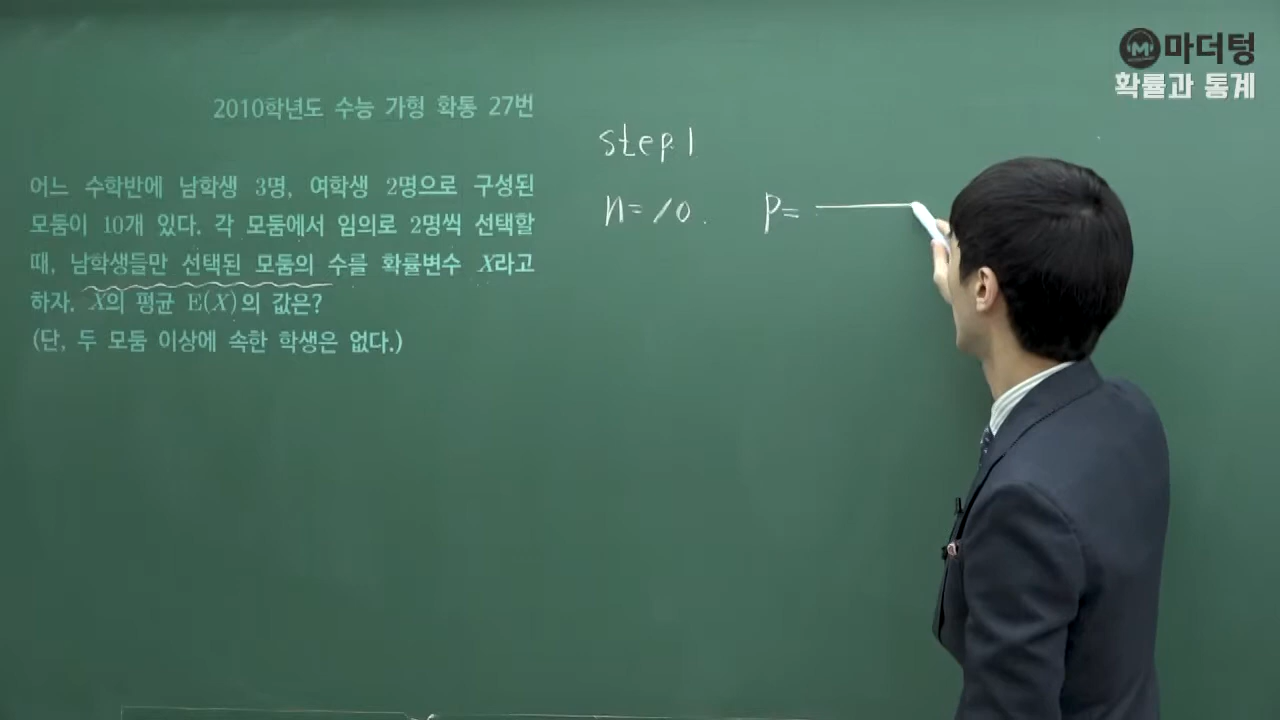 마더텅
확률과 통계
2010학년도 수능 가형 확통 27번
어느 수학반에 남학생 3명, 여학생 2명으로 구성된
모둠이 10개 있다. 각 모둠에서 임의로 2명씩 선택할
때, 남학생들만 선택된 모둠의 수를 확률변수 X라고
하자. X의 평균 E(X)의 값은?
(단, 두 모둠 이상에 속한 학생은 없다.)
step 1
n=10. P=